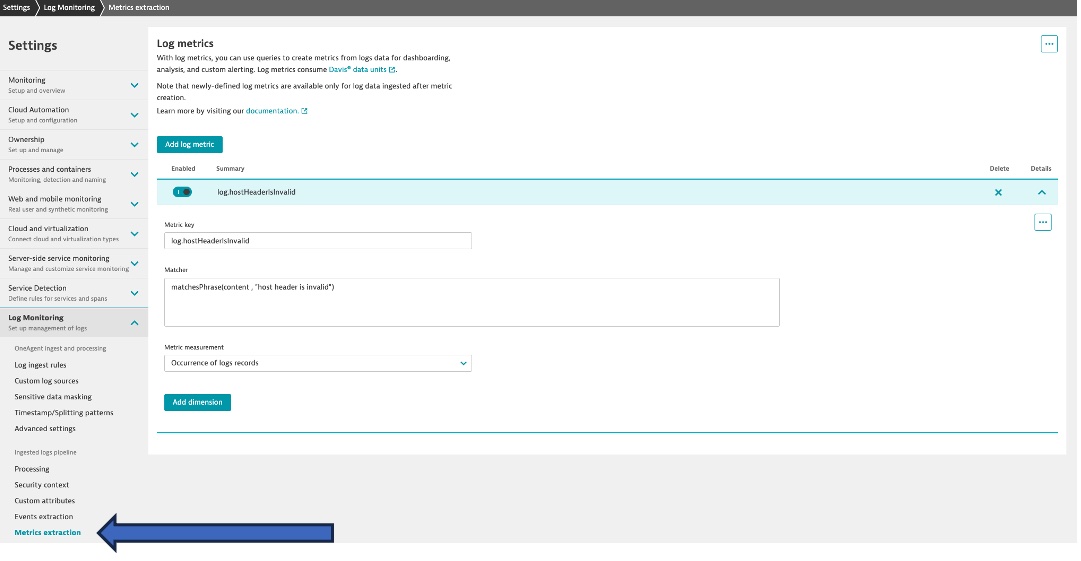 Settings
Log Monitoring
Metrics extraction
Settings
Monitoring
Setup and overview
Cloud Automation
Setup and configuration
Ownership
Set-up and manage
Processes and containers
Monitoring, detection and naming
Web and mobile monitoring
Real user and synthetic monitoring
Cloud and virtualization
Connect cloud and virtualization types
Server-side service monitoring
Manage and customize service monitoring
Service Detection
Define rules for services and spans
Log Monitoring
Set up management of logs
OneAgent ingest and processing
Log ingest rules
Custom log sources
Sensitive data masking
Timestamp/Splitting patterns
Advanced settings
Ingested logs pipeline
Processing
Security context
Custom attributes
Events extraction
Metrics extraction
Log metrics
With log metrics, you can use queries to create metrics from logs data for dashboarding,
analysis, and custom alerting. Log metrics consume Davis® data units.
Note that newly-defined log metrics are available only for log data ingested after metric
creation.
Learn more by visiting our documentation.
Add log metric
Enabled Summary Delete Details
log.hostHeaderIsInvalid
Metric key
log.hostHeaderIsInvalid
Matcher
matchesPhrase(content , "host header is invalid")
Metric measurement
Occurrence of logs records
Add dimension